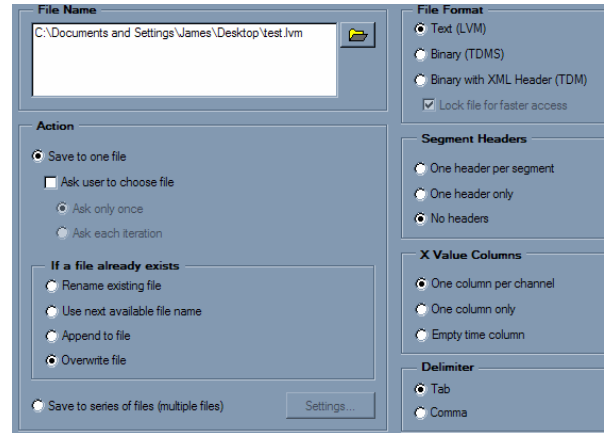 File Name
C:\Documents and Settings\James\Desktop\test.lvm
Action
Save to one file
Ask user to choose file
Ask only once
Ask each iteration
If a file already exists
Rename existing file
Use next available file name
Append to file
Overwrite file
Save to series of files (multiple files)
Settings...
File Format
Text (LVM)
Binary (TDMS)
Binary with XML Header (TDM)
Lock file for faster access
Segment Headers
One header per segment
One header only
No headers
X Value Columns
One column per channel
One column only
Empty time column
Delimiter
Tab
Comma